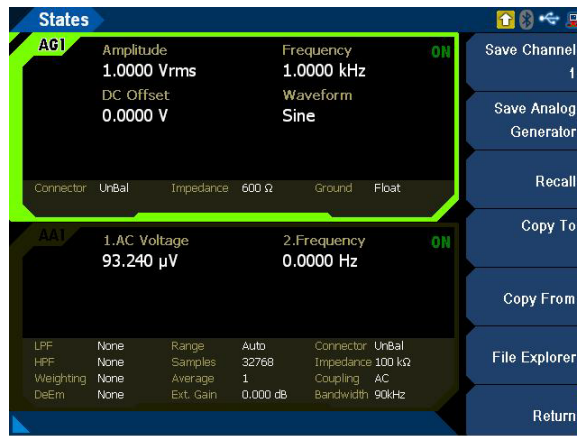 States
AG1
Amplitude Frequency ON
1.0000 Vrms 1.0000 kHz
DC Offset Waveform
0.0000 V Sine
Connector UnBal Impedance 600 Ω Ground Float
AA1
1.AC Voltage 2.Frequency ON
93.240 µV 0.0000 Hz
LPF None Range Auto Connector UnBal
HPF None Samples 32768 Impedance 100 kΩ
Weighting None Average 1 Coupling AC
DeEm None Ext. Gain 0.000 dB Bandwidth 90kHz
Save Channel
1
Save Analog
Generator
Recall
Copy To
Copy From
File Explorer
Return